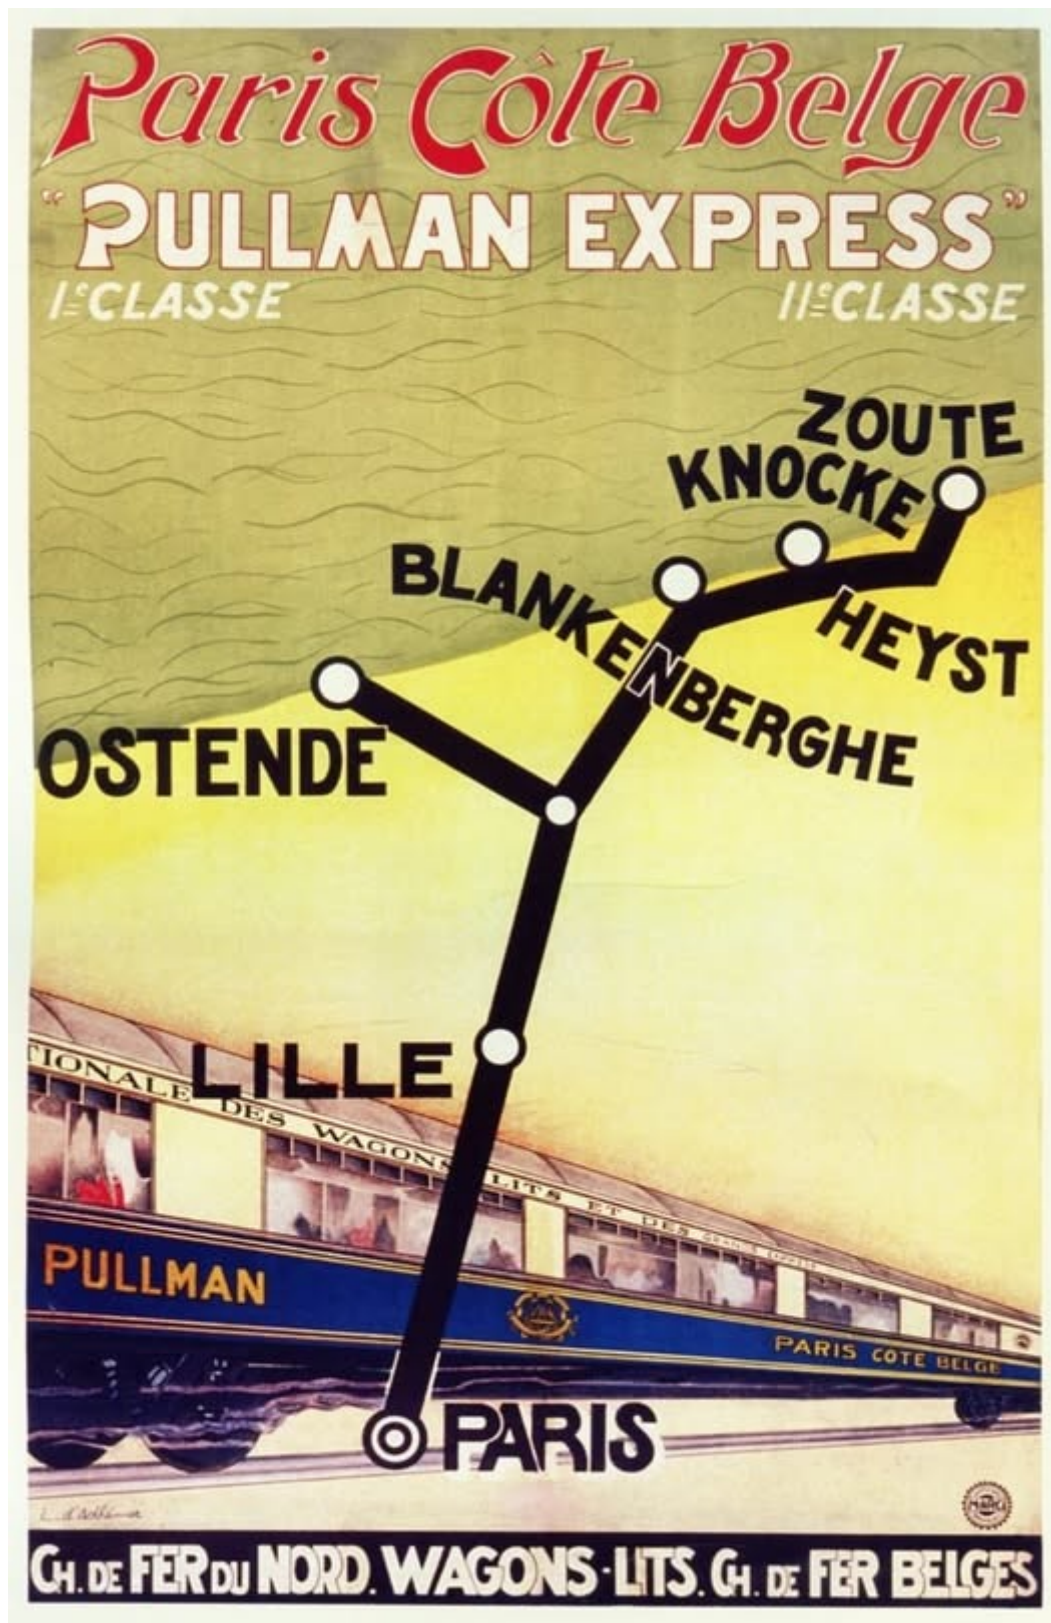 Paris Côte Belge
"PULLMAN EXPRESS"
Iᵉ CLASSE IIᵉ CLASSE
ZOUTE
KNOCKE
BLANKENBERGHE
HEYST
OSTENDE
LILLE
TIONALE DES WAGONS LITS ET DES
PULLMAN
PARIS COTE BELGE
PARIS
CH. DE FER DU NORD. WAGONS-LITS. CH. DE FER BELGES